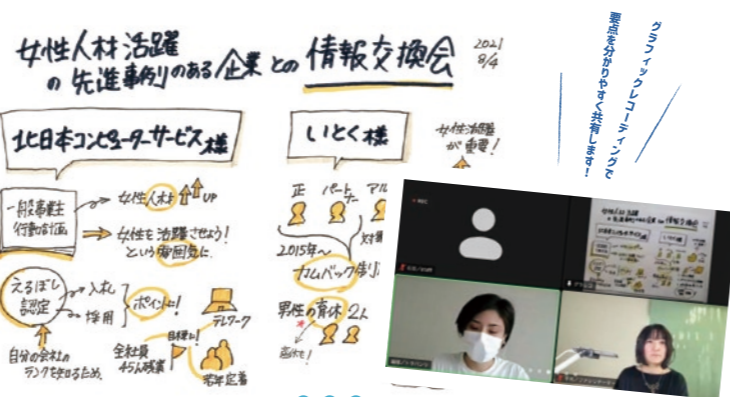 女性人材活躍
の先進事例のある企業との情報交換会
2021
8/4
グラフィックレコーディングで
要点を分かりやすく共有します!
北日本コンピューターサービス様
一般事業主
行動計画
女性人材 UP
女性を活躍させよう!
という雰囲気に
えるぼし
認定
入札
採用
ポイントに!
自分の会社の
ランクを知るため、
目標に!
全社員
45h残業
テレワーク
若年定着
いとく様
女性活躍
が重要!
正
パートナー
アル
2015年~
カムバック制
男性の育休2人
REC